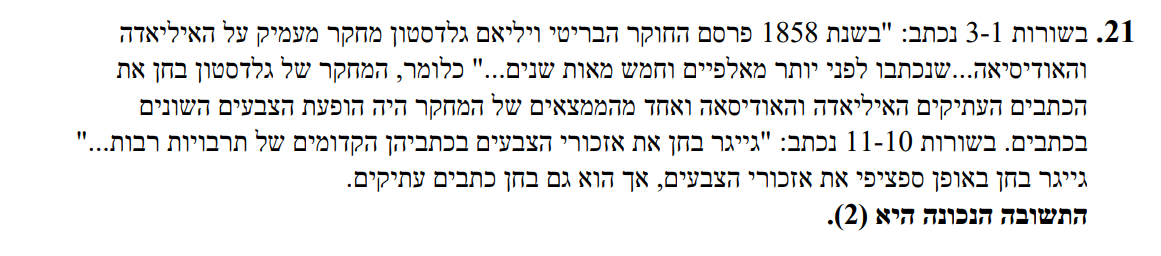 21. בשורות 3-1 נכתב: "בשנת 1858 פרסם החוקר הבריטי ויליאם גלדסטון מחקר מעמיק על האיליאדה
והאודיסיאה...שנכתבו לפני יותר מאלפיים וחמש מאות שנים..." כלומר, המחקר של גלדסטון בחן את
הכתבים העתיקים האיליאדה והאודיסאה ואחד מהממצאים של המחקר היה הופעת הצבעים השונים
בכתבים. בשורות 11-10 נכתב: "גייגר בחן את אזכורי הצבעים בכתביהן הקדומים של תרבויות רבות..."
גייגר בחן באופן ספציפי את אזכורי הצבעים, אך הוא גם בחן כתבים עתיקים.
התשובה הנכונה היא (2).